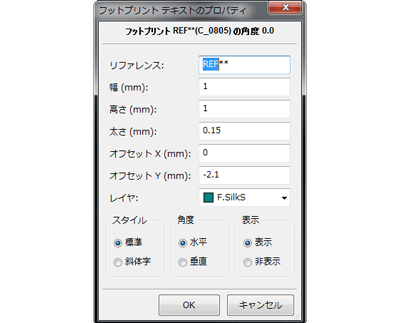 フットプリント テキストのプロパティ
フットプリント REF**(C_0805) の角度 0.0
リファレンス: REF**
幅 (mm): 1
高さ (mm): 1
太さ (mm): 0.15
オフセット X (mm): 0
オフセット Y (mm): -2.1
レイヤ: F.SilkS
スタイル 角度 表示
標準 水平 表示
斜体字 垂直 非表示
OK キャンセル